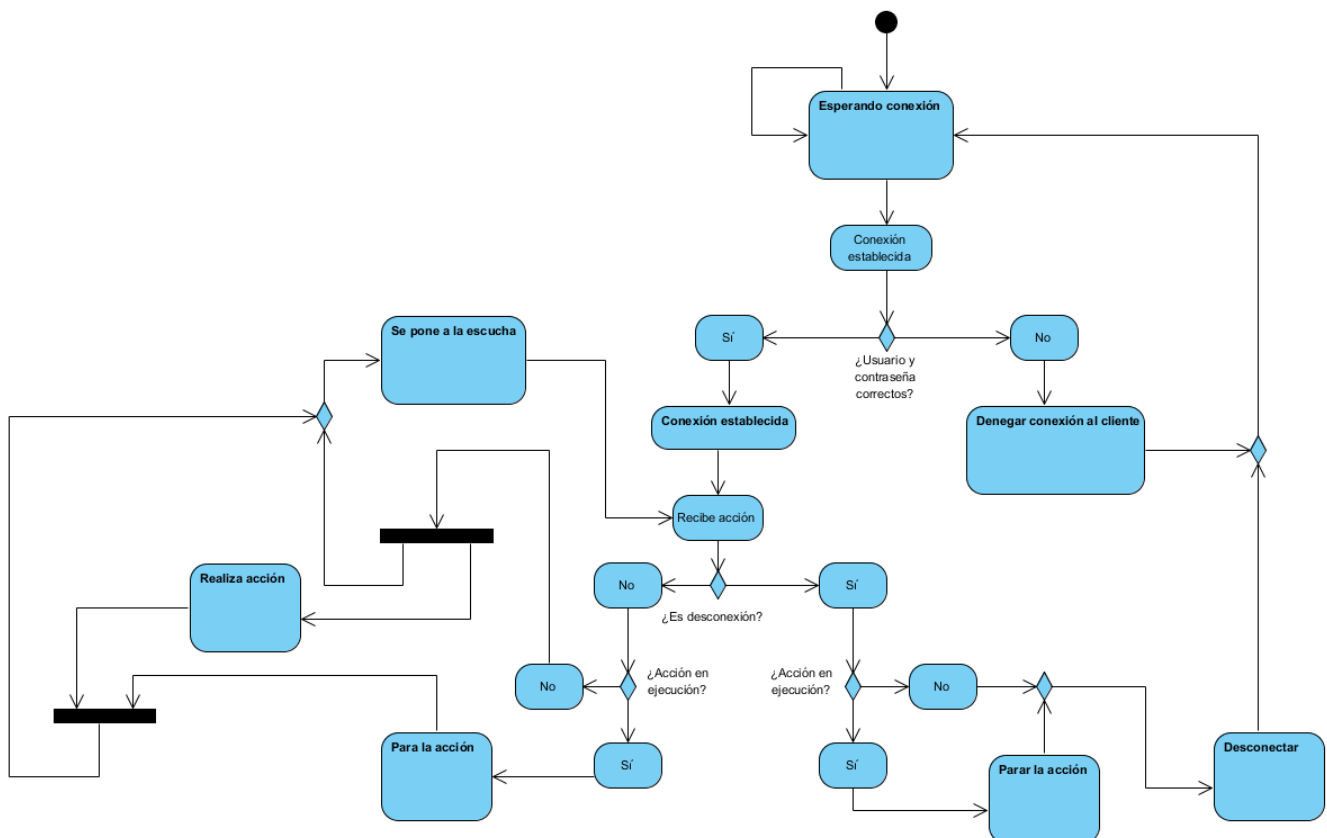 Esperando conexión
Conexión
establecida
Se pone a la escucha
Sí
No
¿Usuario y
contraseña
correctos?
Conexión establecida
Denegar conexión al cliente
Recibe acción
Realiza acción
No
Sí
¿Es desconexión?
No
¿Acción en
ejecución?
¿Acción en
ejecución?
No
Para la acción
Sí
Sí
Parar la acción
Desconectar